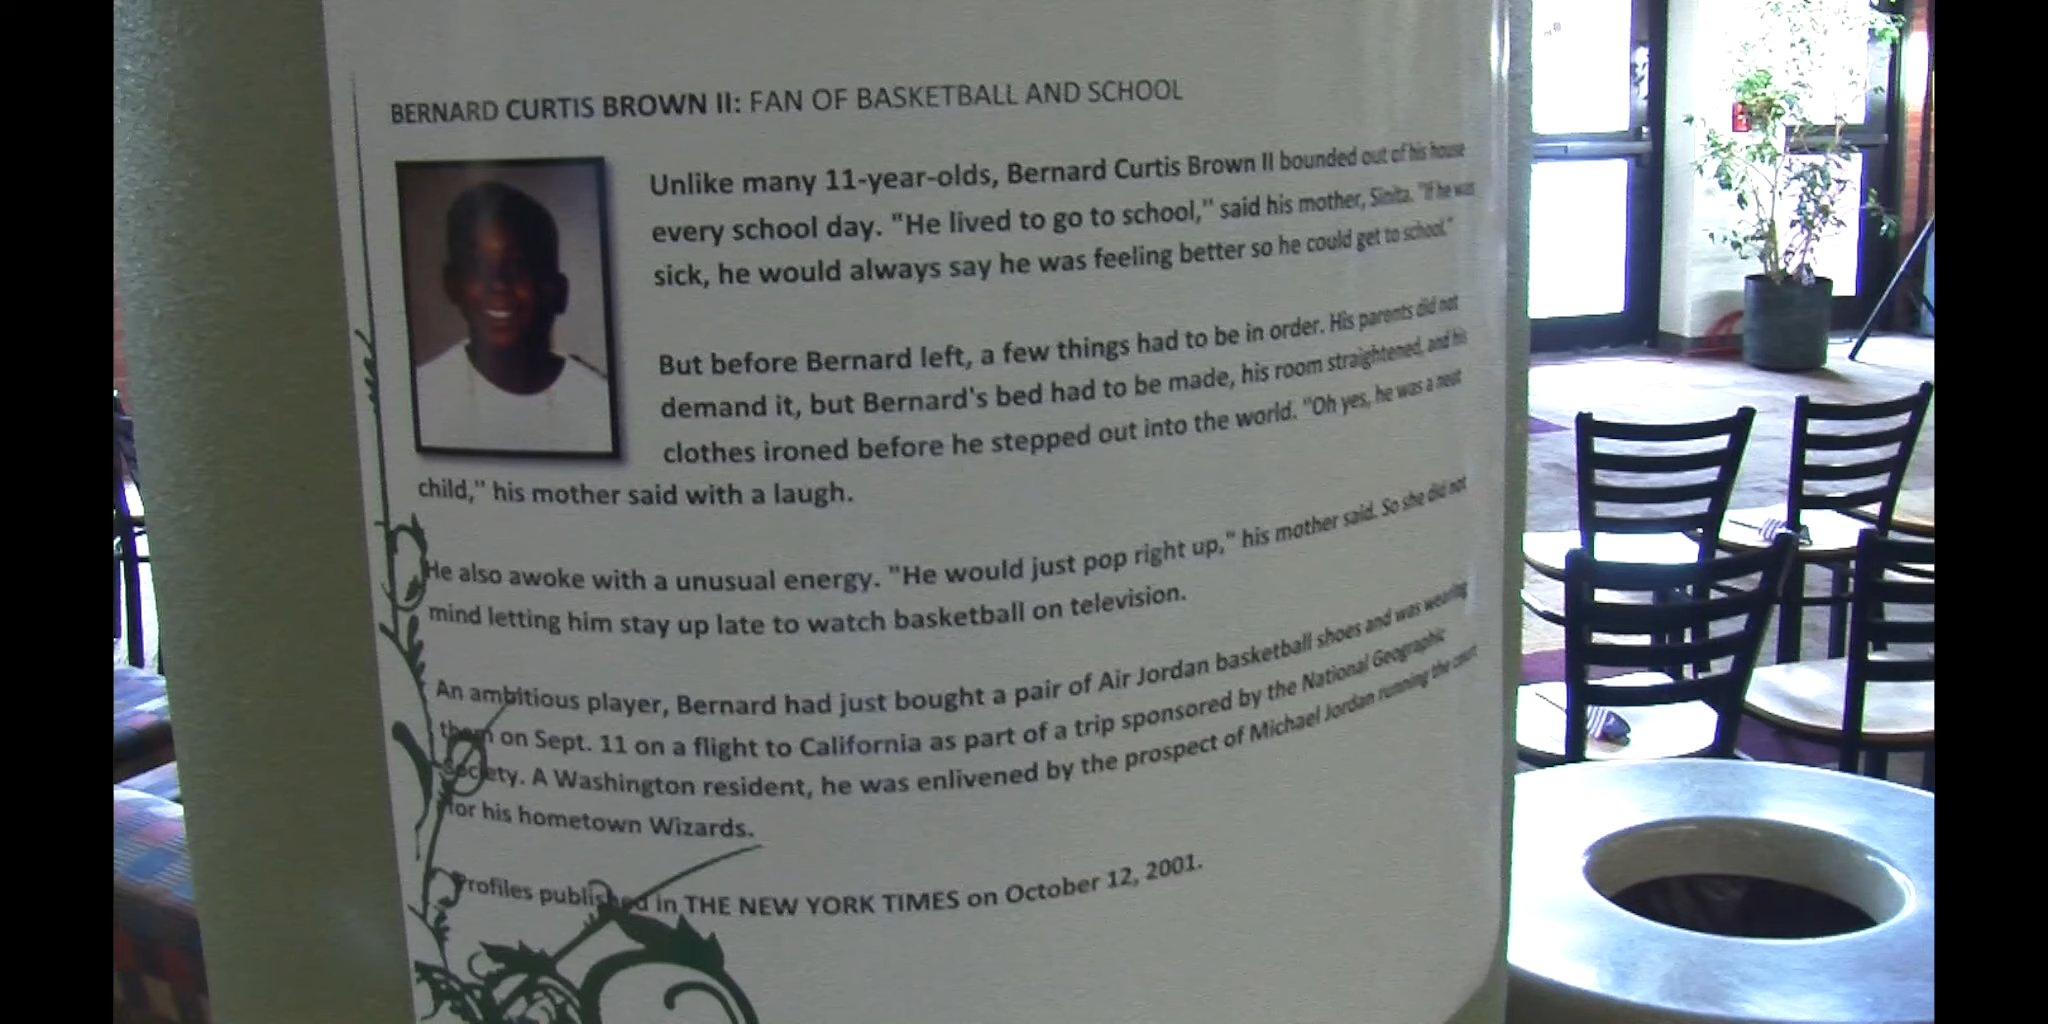 BERNARD CURTIS BROWN II: FAN OF BASKETBALL AND SCHOOL
Unlike many 11-year-olds, Bernard Curtis Brown II bounded out of his house
every school day. "He lived to go to school," said his mother, Sinita. "If he was
sick, he would always say he was feeling better so he could get to school."
But before Bernard left, a few things had to be in order. His parents did not
demand it, but Bernard's bed had to be made, his room straightened, and his
clothes ironed before he stepped out into the world. "Oh yes, he was a neat
child," his mother said with a laugh.
He also awoke with a unusual energy. "He would just pop right up," his mother said. So she did not
mind letting him stay up late to watch basketball on television.
An ambitious player, Bernard had just bought a pair of Air Jordan basketball shoes and was wearing
them on Sept. 11 on a flight to California as part of a trip sponsored by the National Geographic
Society. A Washington resident, he was enlivened by the prospect of Michael Jordan running the court
for his hometown Wizards.
Profiles published in THE NEW YORK TIMES on October 12, 2001.